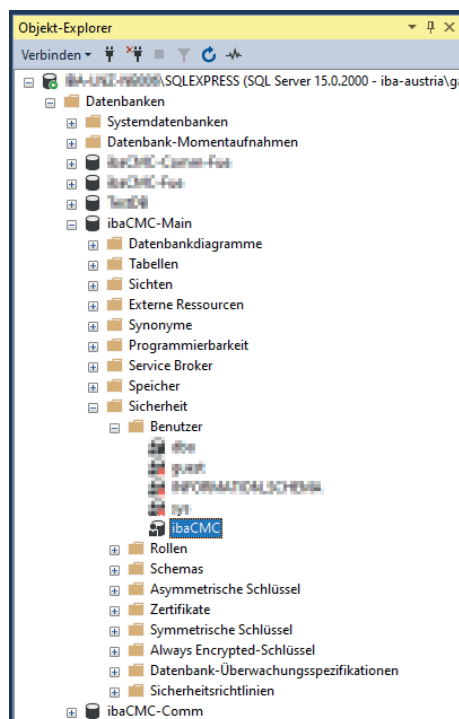 Objekt-Explorer
Verbinden
\SQLEXPRESS (SQL Server 15.0.2000 - iba-austria\ga
Datenbanken
Systemdatenbanken
Datenbank-Momentaufnahmen
ibaCMC-Main
Datenbankdiagramme
Tabellen
Sichten
Externe Ressourcen
Synonyme
Programmierbarkeit
Service Broker
Speicher
Sicherheit
Benutzer
ibaCMC
Rollen
Schemas
Asymmetrische Schlüssel
Zertifikate
Symmetrische Schlüssel
Always Encrypted-Schlüssel
Datenbank-Überwachungsspezifikationen
Sicherheitsrichtlinien
ibaCMC-Comm